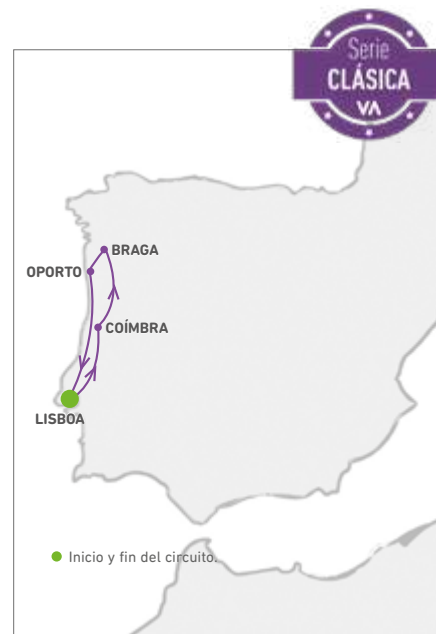 Serie
CLÁSICA
VA
BRAGA
OPORTO
COÍMBRA
LISBOA
Inicio y fin del circuito.